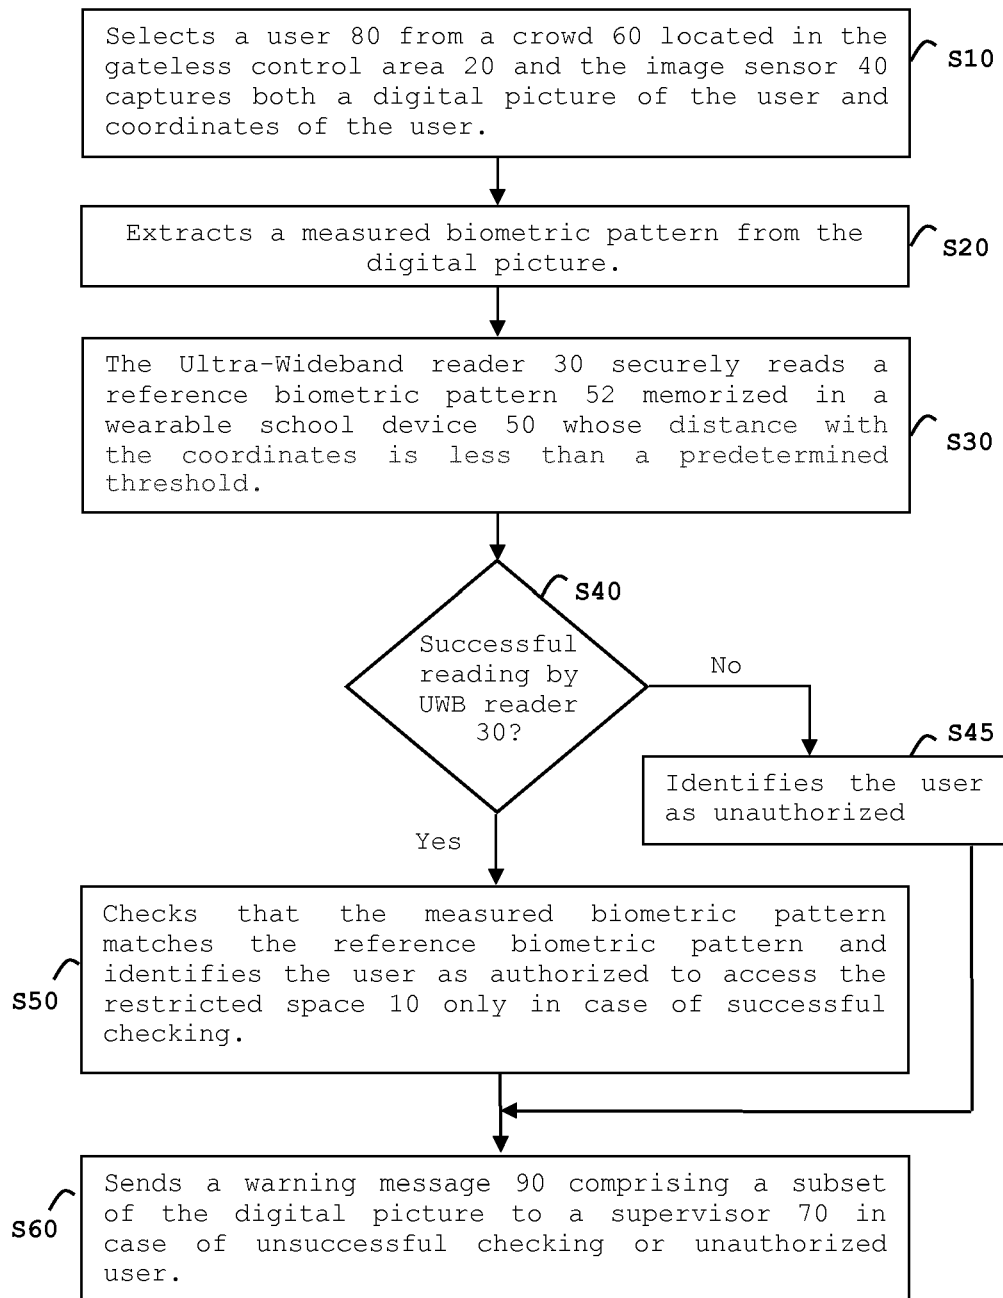 Selects a user 80 from a crowd 60 located in the
gateless control area 20 and the image sensor 40
captures both a digital picture of the user and
coordinates of the user.
S10
Extracts a measured biometric pattern from the
digital picture.
S20
The Ultra-Wideband reader 30 securely reads a
reference biometric pattern 52 memorized in a
wearable school device 50 whose distance with
the coordinates is less than a predetermined
threshold.
S30
S40
Successful
reading by
UWB reader
30?
No
S45
Identifies the user
as unauthorized
Yes
Checks that the measured biometric pattern
matches the reference biometric pattern and
identifies the user as authorized to access the
restricted space 10 only in case of successful
checking.
S50
Sends a warning message 90 comprising a subset
of the digital picture to a supervisor 70 in
case of unsuccessful checking or unauthorized
user.
S60